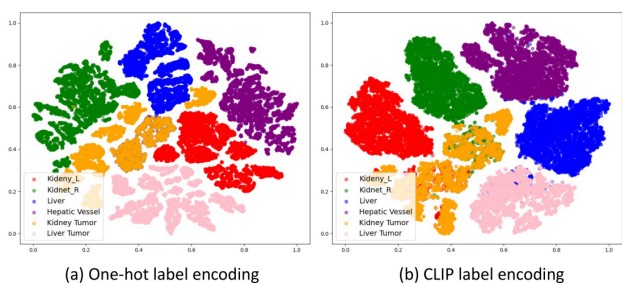 1.0
0.8
0.6
0.4
0.2
0.0
Kideny_L
Kidnet_R
Liver
Hepatic Vessel
Kidney Tumor
Liver Tumor
0.0 0.2 0.4 0.6 0.8 1.0
(a) One-hot label encoding
1.0
0.8
0.6
0.4
0.2
0.0
Kideny_L
Kidnet_R
Liver
Hepatic Vessel
Kidney Tumor
Liver Tumor
0.0 0.2 0.4 0.6 0.8 1.0
(b) CLIP label encoding